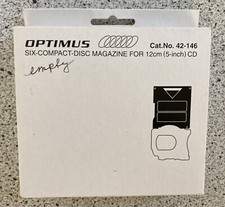 OPTIMUS Cat.No. 42-146
SIX-COMPACT-DISC MAGAZINE FOR 12cm (5-inch) CD
empty